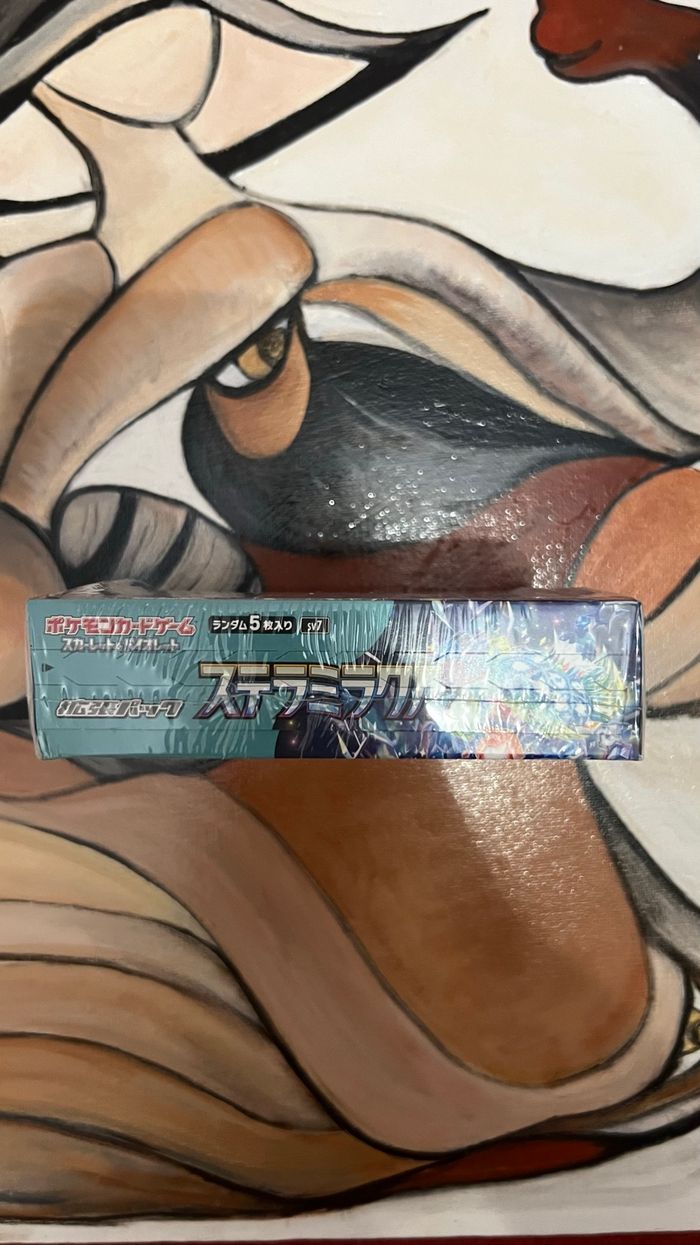 ポケモンカードゲーム
スカーレット&バイオレット
ランダム5枚入り sv7
拡張パック
ステラミラクル